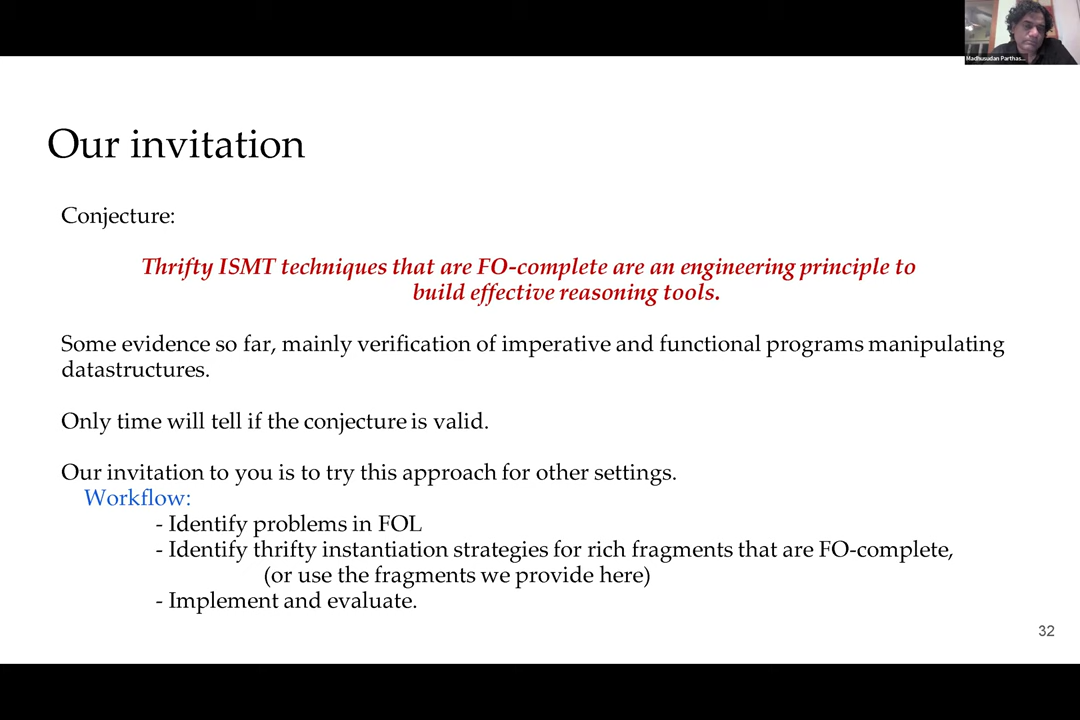 Madhusudan Parthas...
Our invitation
Conjecture:
Thrifty ISMT techniques that are FO-complete are an engineering principle to
build effective reasoning tools.
Some evidence so far, mainly verification of imperative and functional programs manipulating
datastructures.
Only time will tell if the conjecture is valid.
Our invitation to you is to try this approach for other settings.
Workflow:
- Identify problems in FOL
- Identify thrifty instantiation strategies for rich fragments that are FO-complete,
(or use the fragments we provide here)
- Implement and evaluate.
32